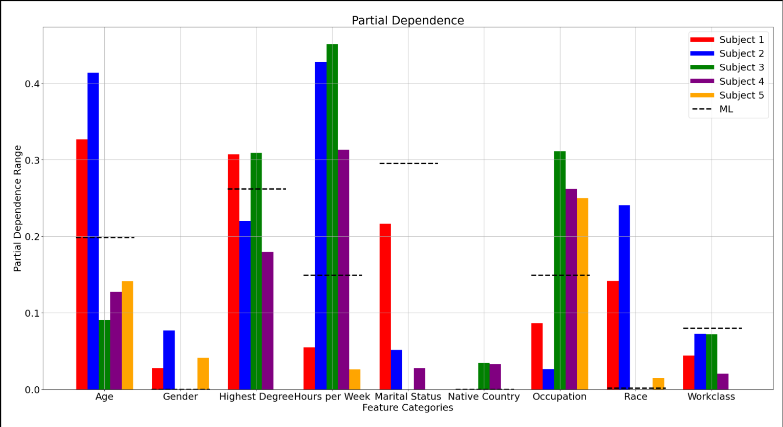 Partial Dependence
Subject 1
Subject 2
Subject 3
Subject 4
Subject 5
ML
Partial Dependence Range
0.4
0.3
0.2
0.1
0.0
Age Gender Highest Degree Hours per Week Marital Status Native Country Occupation Race Workclass
Feature Categories